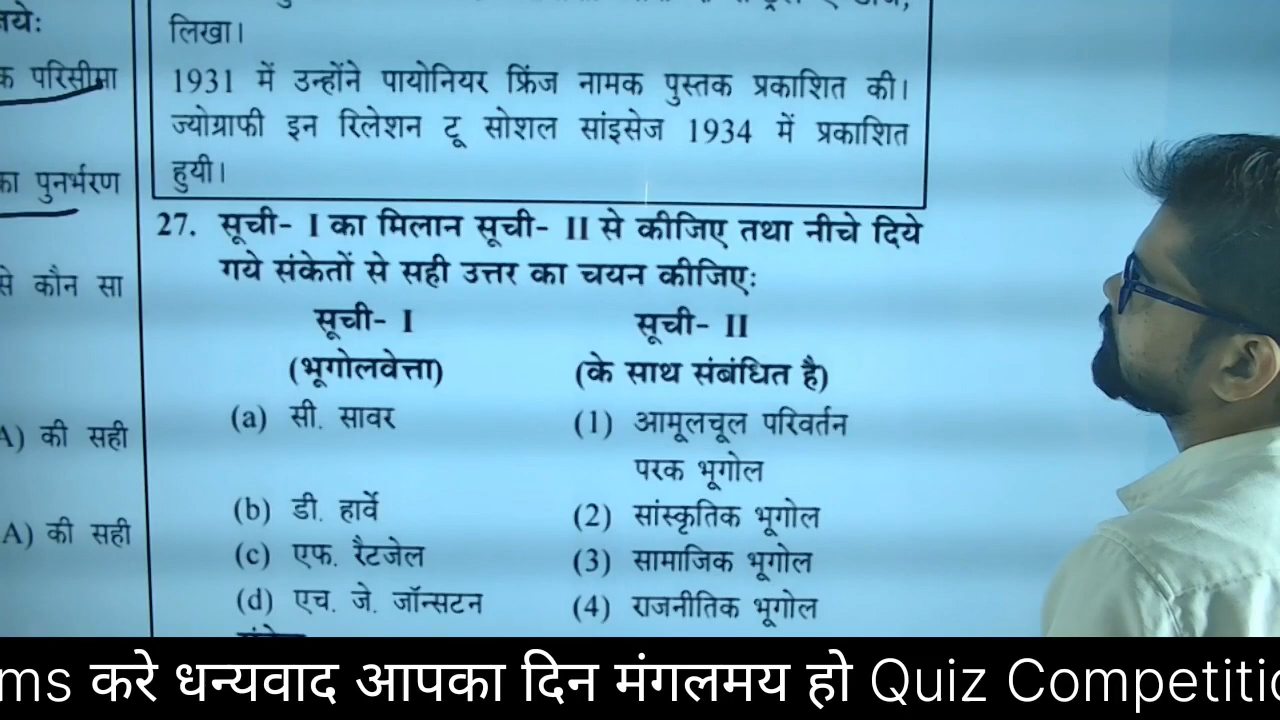 लिखा।
1931 में उन्होंने पायोनियर फ्रिंज नामक पुस्तक प्रकाशित की।
ज्योग्राफी इन रिलेशन टू सोशल सांइसेज 1934 में प्रकाशित
हुयी।
परिसीमा
पुनर्भरण
से कौन सा
A) की सही
A) की सही
27. सूची- I का मिलान सूची- II से कीजिए तथा नीचे दिये
गये संकेतों से सही उत्तर का चयन कीजिए:
सूची- I सूची- II
(भूगोलवेत्ता) (के साथ संबंधित है)
(a) सी. सावर (1) आमूलचूल परिवर्तन
परक भूगोल
(b) डी. हार्वे (2) सांस्कृतिक भूगोल
(c) एफ. रैटजेल (3) सामाजिक भूगोल
(d) एच. जे. जॉन्सटन (4) राजनीतिक भूगोल
ms करे धन्यवाद आपका दिन मंगलमय हो Quiz Competitic